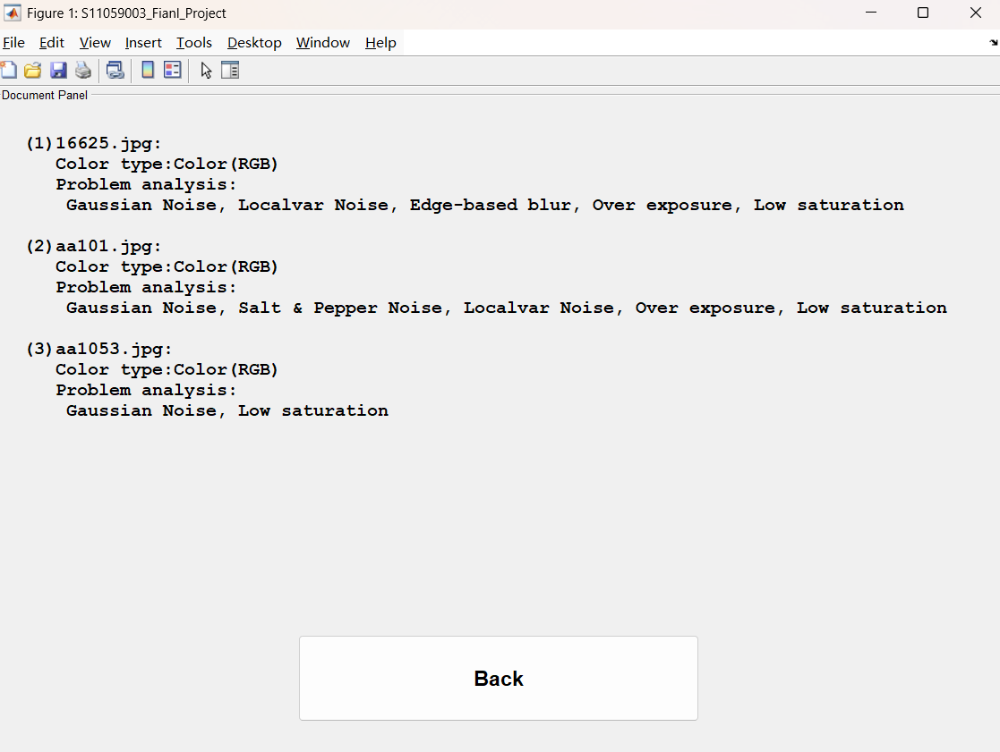 Figure 1: S11059003_Fianl_Project
File Edit View Insert Tools Desktop Window Help
Document Panel
(1)16625.jpg:
Color type:Color(RGB)
Problem analysis:
Gaussian Noise, Localvar Noise, Edge-based blur, Over exposure, Low saturation
(2)aa101.jpg:
Color type:Color(RGB)
Problem analysis:
Gaussian Noise, Salt & Pepper Noise, Localvar Noise, Over exposure, Low saturation
(3)aa1053.jpg:
Color type:Color(RGB)
Problem analysis:
Gaussian Noise, Low saturation
Back